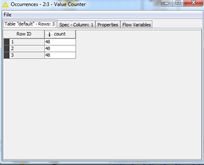 Occurrences - 2:3 - Value Counter
File
Table "default" - Rows: 3 Spec - Column: 1 Properties Flow Variables
Row ID count
1 48
2 48
3 48